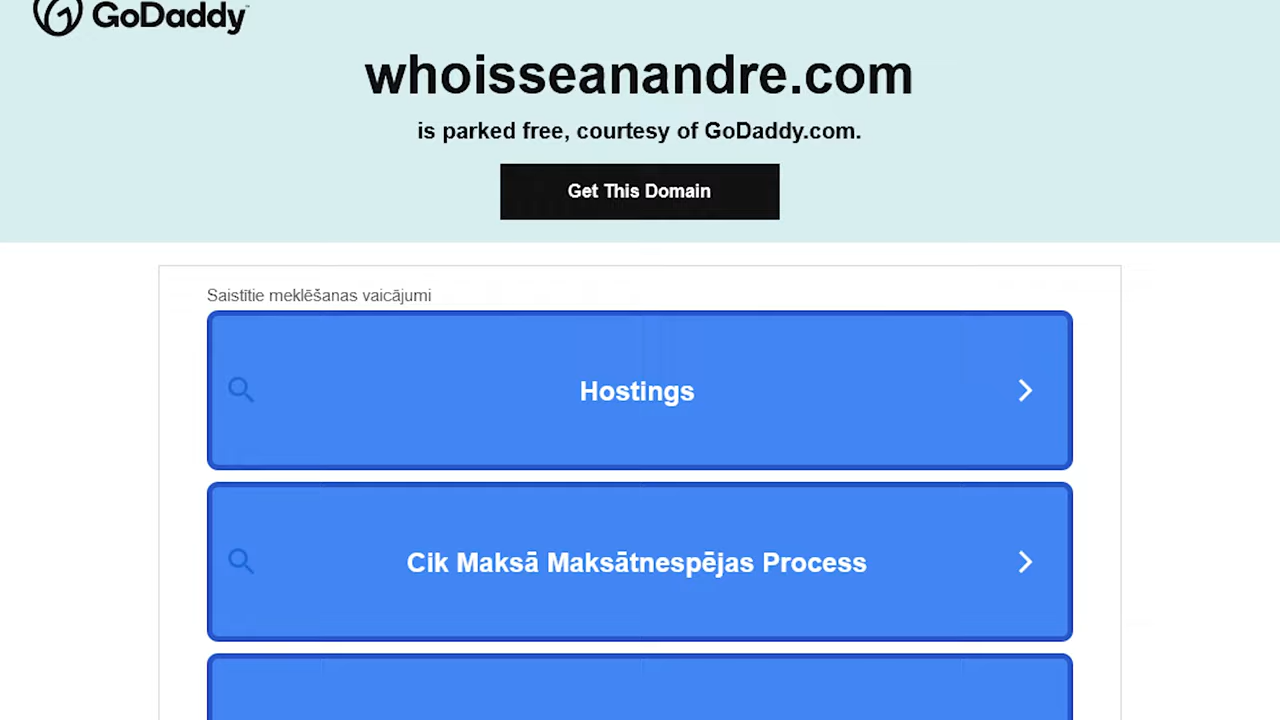 GoDaddy
whoisseanandre.com
is parked free, courtesy of GoDaddy.com.
Get This Domain
Saistītie meklēšanas vaicājumi
Hostings
Cik Maksā Maksātnespējas Process